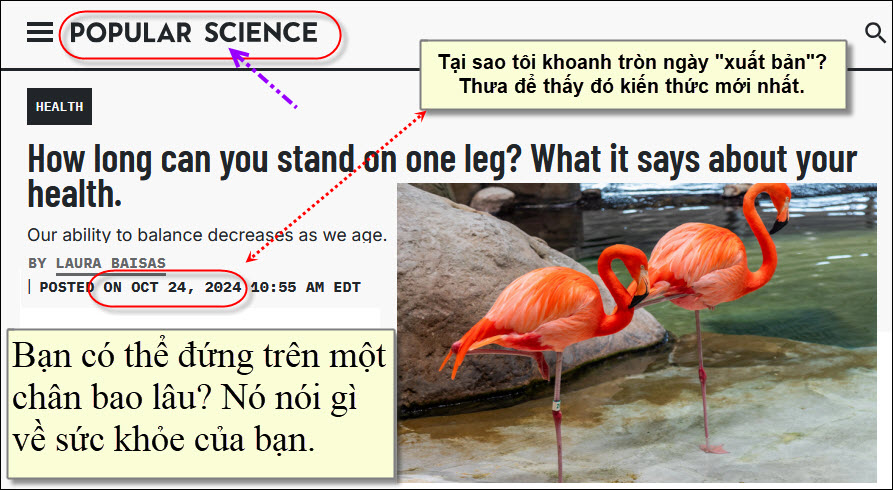 POPULAR SCIENCE
Tại sao tôi khoanh tròn ngày "xuất bản"?
Thưa để thấy đó kiến thức mới nhất.
HEALTH
How long can you stand on one leg? What it says about your
health.
Our ability to balance decreases as we age.
BY LAURA BAISAS
| POSTED ON OCT 24, 2024 10:55 AM EDT
Bạn có thể đứng trên một
chân bao lâu? Nó nói gì
về sức khỏe của bạn.